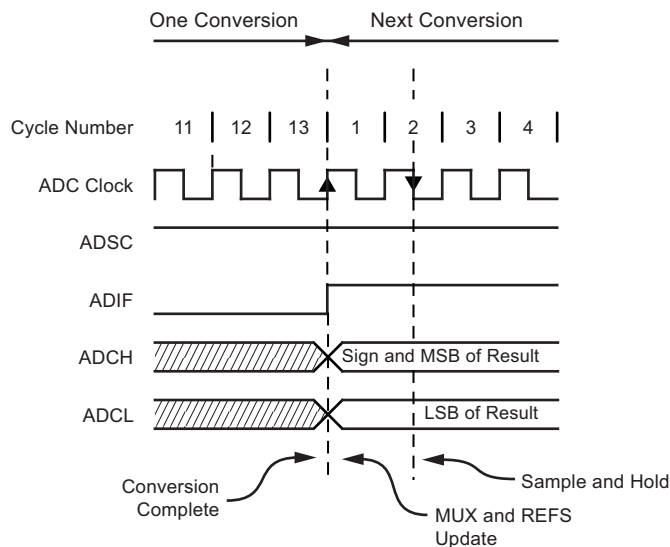 One Conversion
Next Conversion
Cycle Number
11
12
13
1
2
3
4
ADC Clock
ADSC
ADIF
ADCH
Sign and MSB of Result
ADCL
LSB of Result
Conversion
Complete
MUX and REFS
Update
Sample and Hold